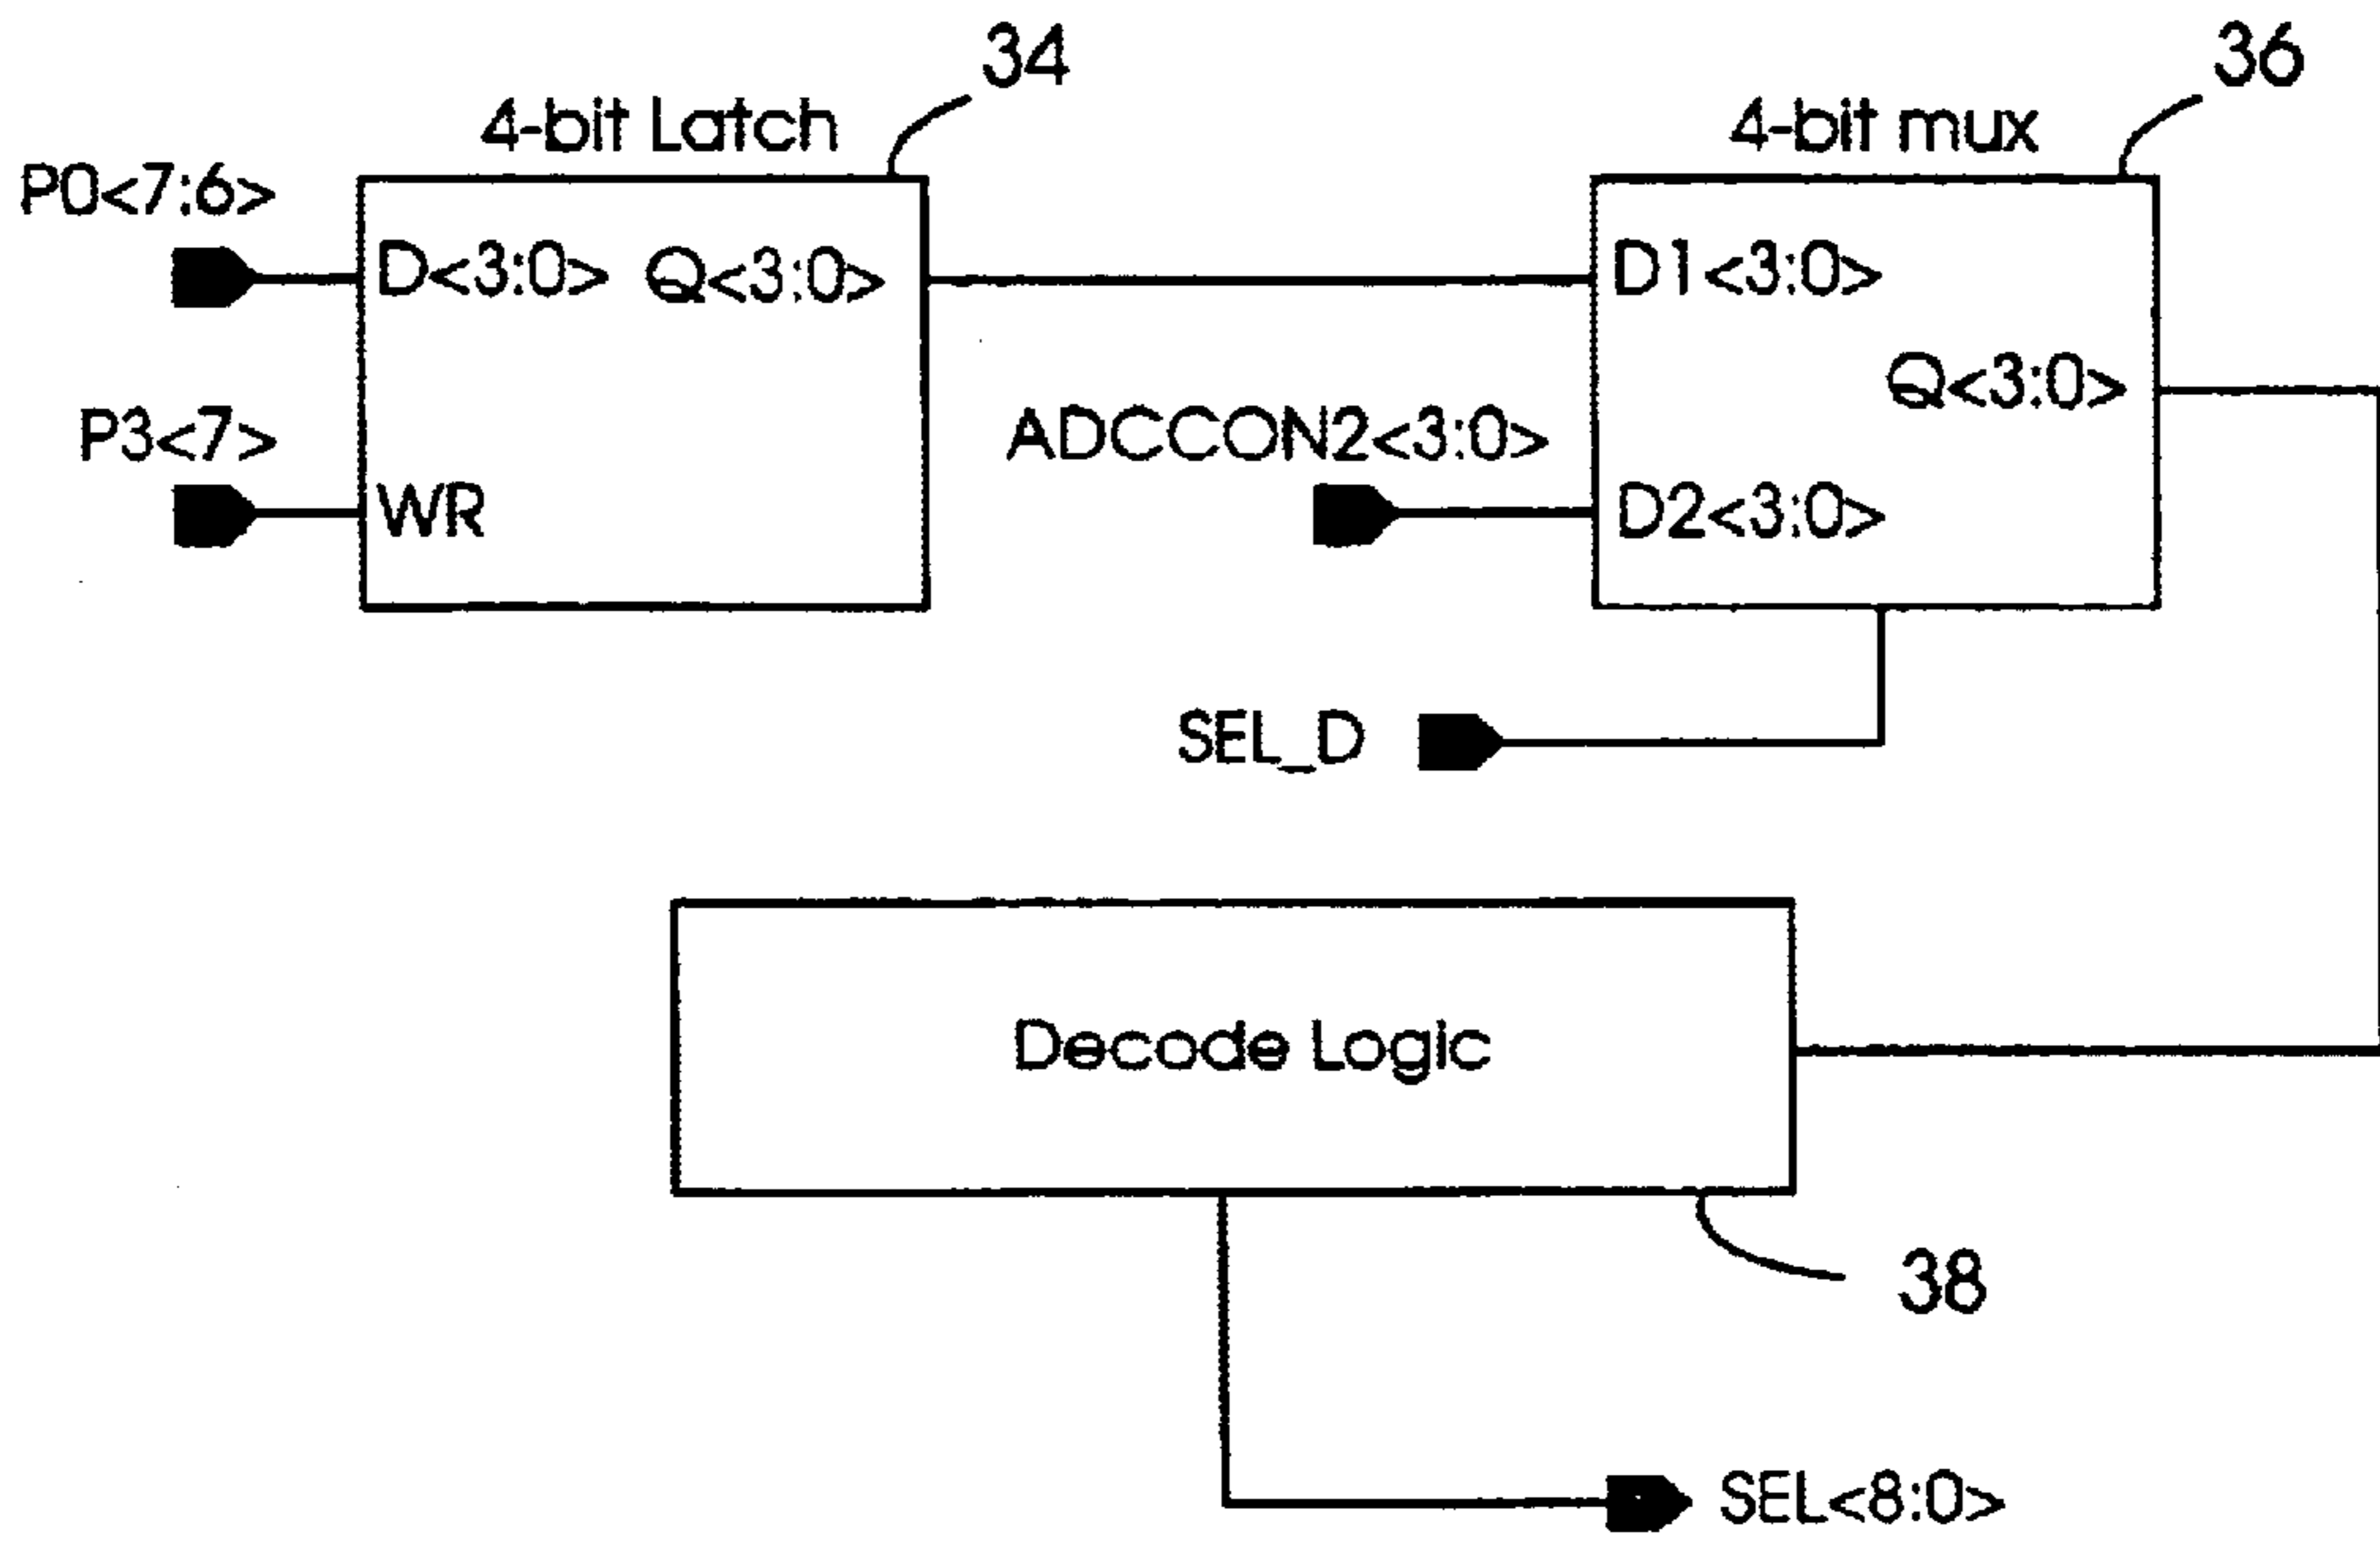 34
36
4-bit Latch
4-bit mux
P0<7:6>
D<3:0> Q<3:0>
D1<3:0>
Q<3:0>
P3<7>
ADCCON2<3:0>
WR
D2<3:0>
SEL_D
Decode Logic
38
SEL<8:0>